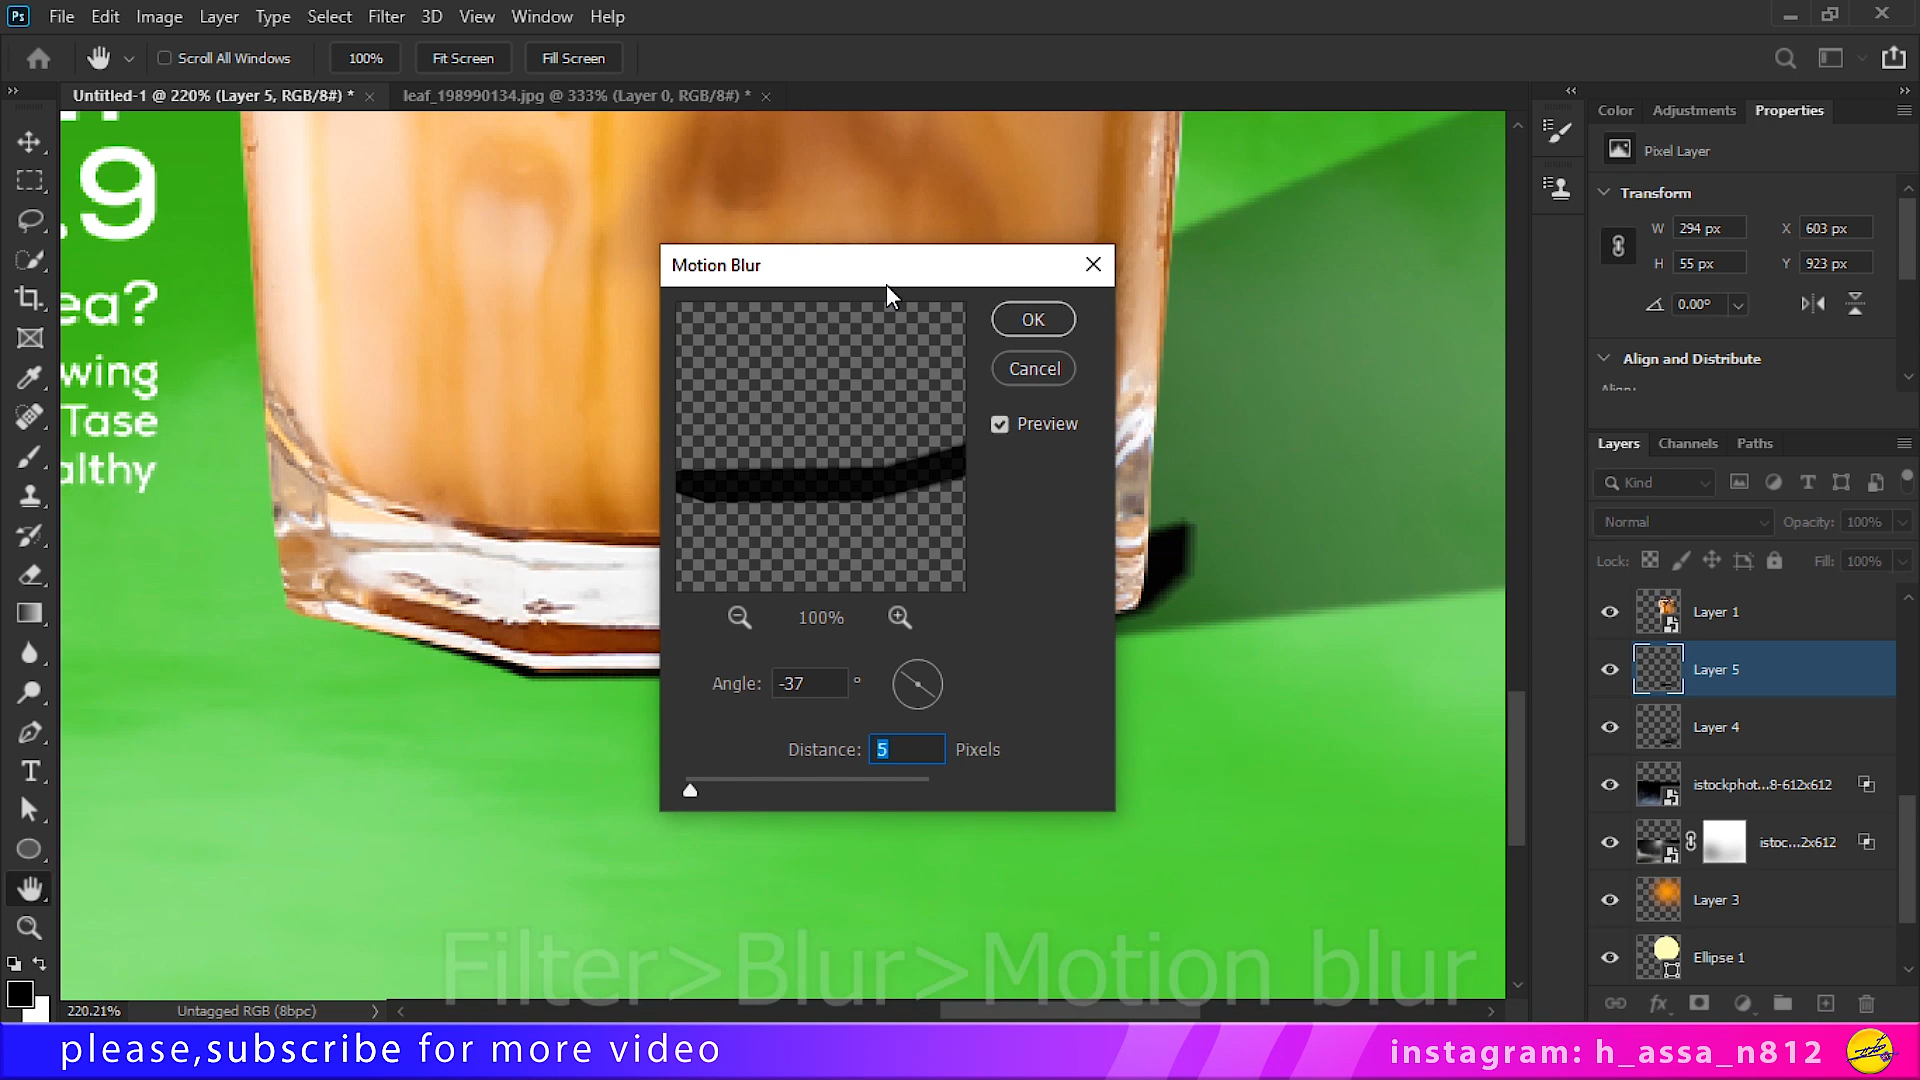 Ps File Edit Image Layer Type Select Filter 3D View Window Help
Scroll All Windows 100% Fit Screen Fill Screen
Untitled-1 @ 220% (Layer 5, RGB/8#) * × leaf_198990134.jpg @ 333% (Layer 0, RGB/8#) * ×
Color Adjustments Properties
Pixel Layer
Transform
W 294 px X 603 px
H 55 px Y 923 px
0.00°
Align and Distribute
Align:
.9
ea?
wing
Tase
althy
Motion Blur
OK
Cancel
Preview
100%
Angle: -37 °
Distance: 5 Pixels
Layers Channels Paths
Kind
Normal Opacity: 100%
Lock: Fill: 100%
Layer 1
Layer 5
Layer 4
istockphot...8-612x612
istoc...2x612
Layer 3
Ellipse 1
fx
Filter>Blur>Motion blur
220.21% Untagged RGB (8bpc)
please,subscribe for more video
instagram: h_assa_n812